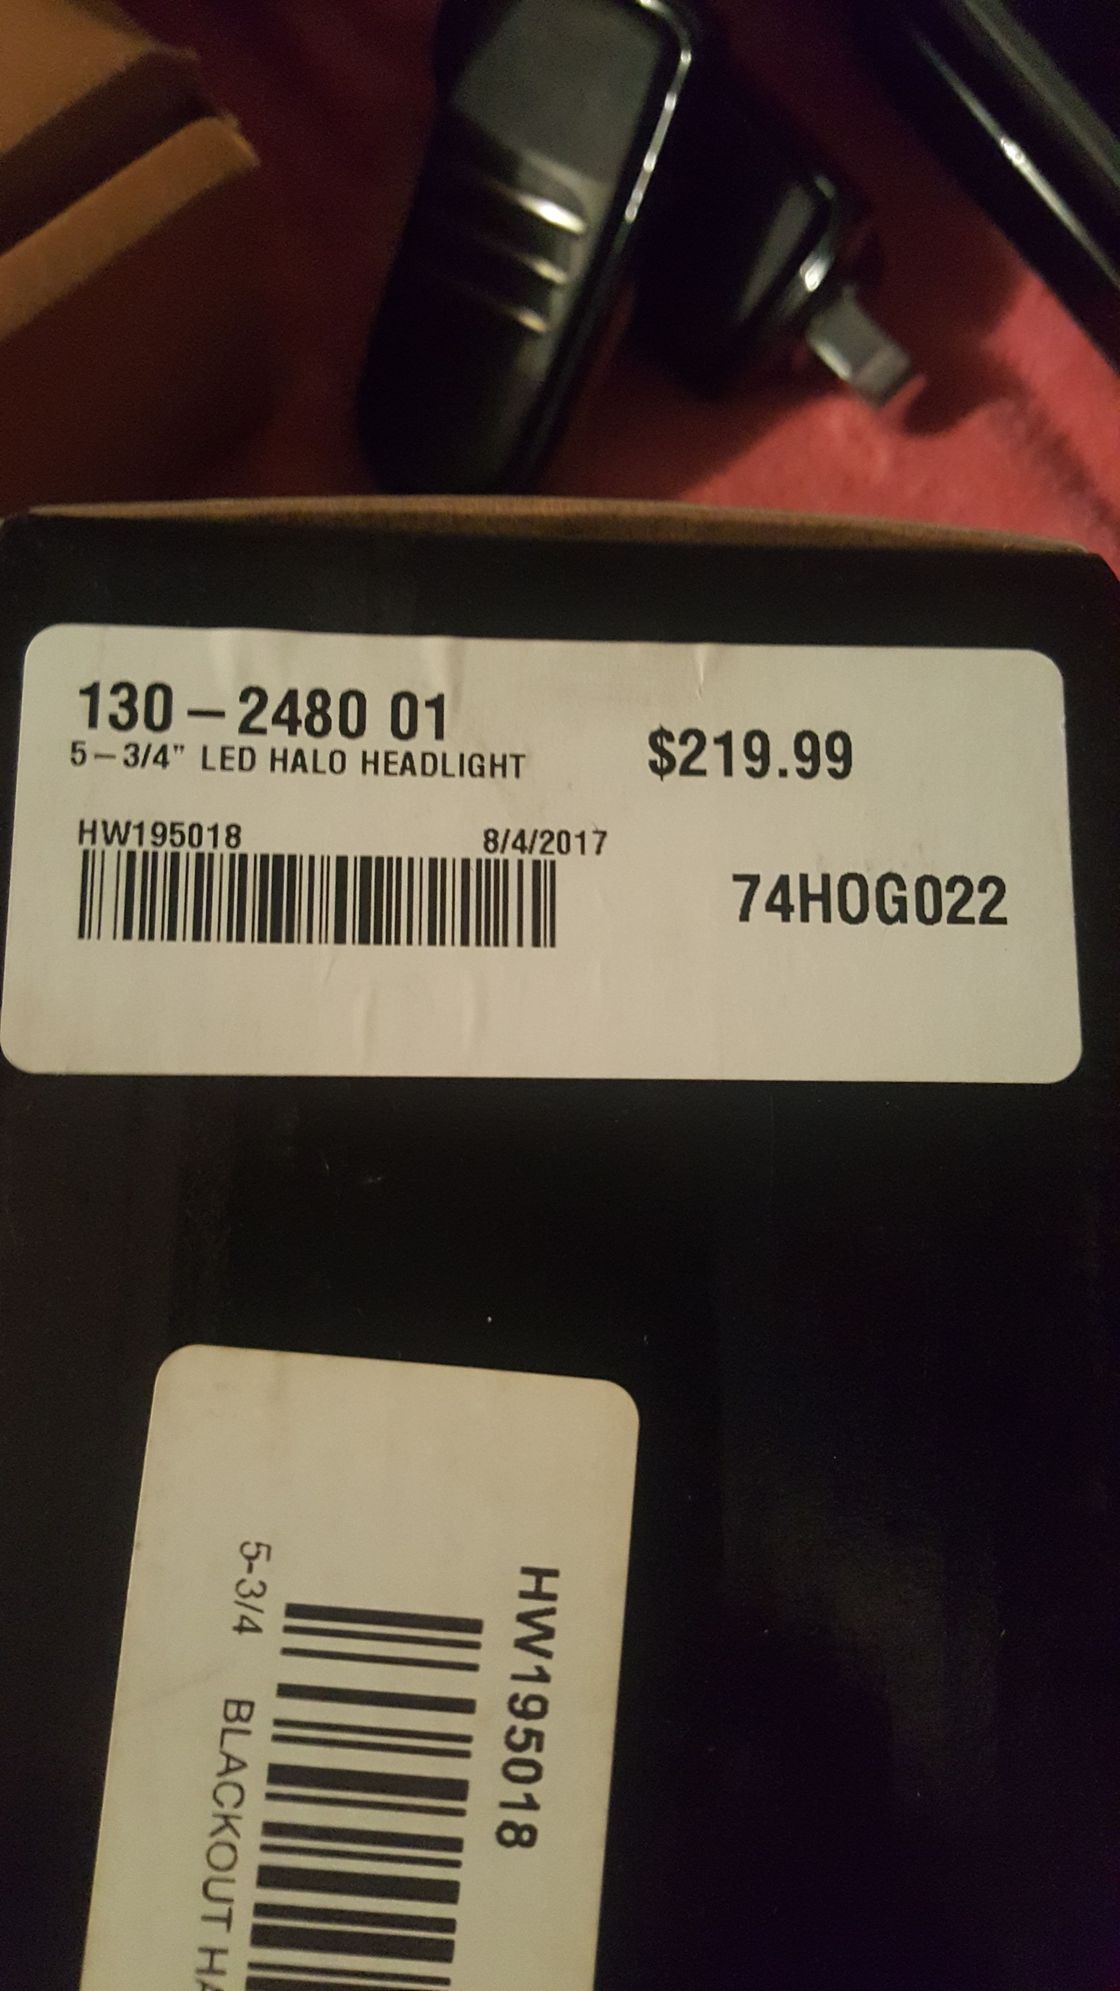 130-2480 01
5-3/4" LED HALO HEADLIGHT
$219.99
HW195018
8/4/2017
74HOG022
HW195018
5-3/4 BLACKOUT